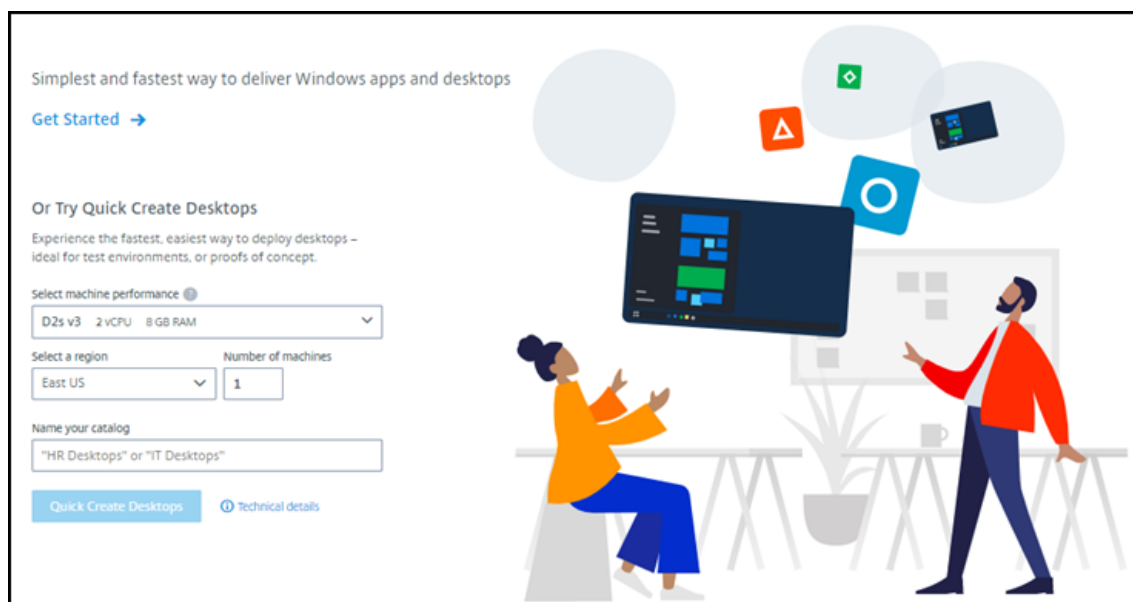 Simplest and fastest way to deliver Windows apps and desktops
Get Started
Or Try Quick Create Desktops
Experience the fastest, easiest way to deploy desktops –
ideal for test environments, or proofs of concept.
Select machine performance
D2s v3 2 vCPU 8 GB RAM
Select a region Number of machines
East US 1
Name your catalog
"HR Desktops" or "IT Desktops"
Quick Create Desktops Technical details